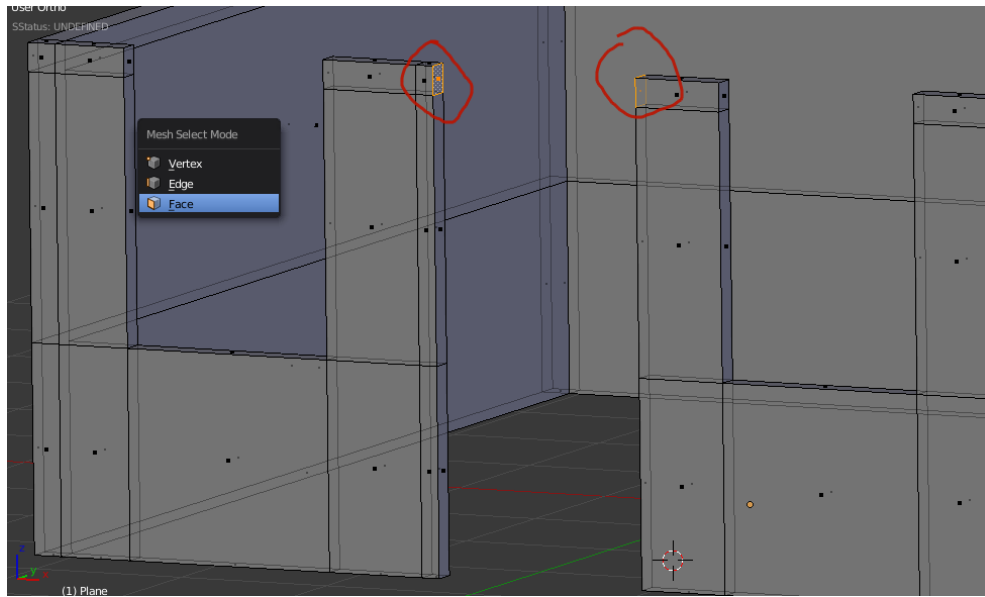 User Ortho
SStatus: UNDEFINED
Mesh Select Mode
Vertex
Edge
Face
z
y
x
(1) Plane